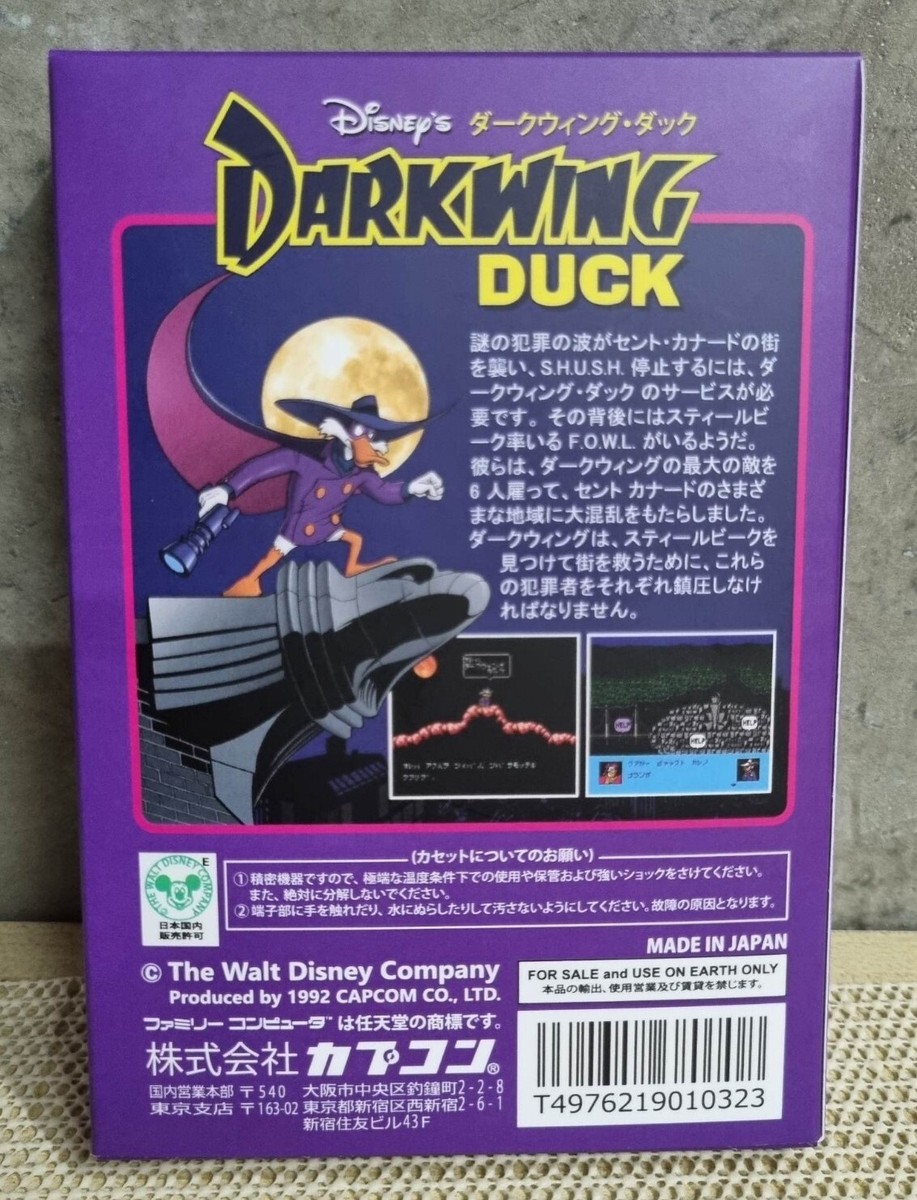 Disney's ダークウィング・ダック
DARKWING
DUCK
謎の犯罪の波がセント・カナードの街
を襲い、S.H.U.S.H. 停止するには、ダ
ークウィング・ダック のサービスが必
要です。 その背後にはスティールビ
ーク率いる F.O.W.L. がいるようだ。
彼らは、ダークウィングの最大の敵を
6 人雇って、セント カナードのさまざ
まな地域に大混乱をもたらしました。
ダークウィングは、スティールビークを
見つけて街を救うために、これら
の犯罪者をそれぞれ鎮圧しなけ
ればなりません。
HELP
HELP
HELP
E
©THE WALT DISNEY COMPANY
日本国内
販売許可
(カセットについてのお願い)
①積密機器ですので、極端な温度条件下での使用や保管および強いショックをさけてください。
また、絶対に分解しないでください。
②端子部に手を触れだり、水にぬらしたりして汚さないようにしてください。故障の原因となります。
MADE IN JAPAN
© The Walt Disney Company
Produced by 1992 CAPCOM CO., LTD.
FOR SALE and USE ON EARTH ONLY
本品の輸出、使用営業及び賃貸を禁じます。
ファミリー コンピュータ™ は任天堂の商標です。
株式会社 カプコン®
国内営業本部 〒540 大阪市中央区釣鐘町2-2-8
東京支店 〒163-02 東京都新宿区西新宿2-6-1
新宿住友ビル43F
T4976219010323